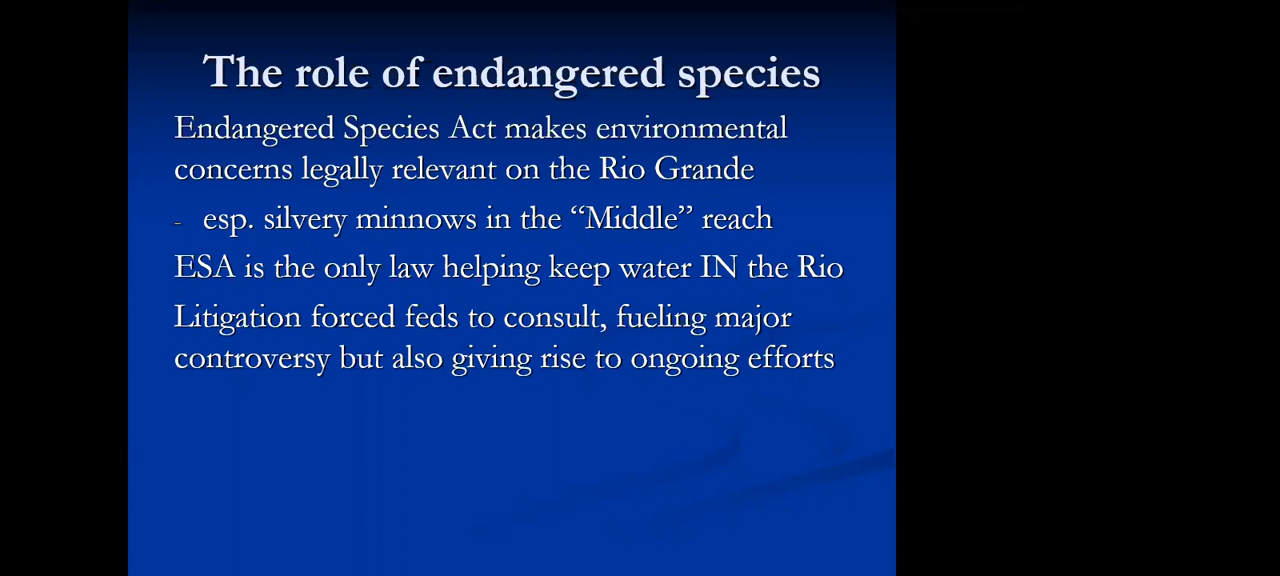 The role of endangered species
Endangered Species Act makes environmental
concerns legally relevant on the Rio Grande
- esp. silvery minnows in the “Middle” reach
ESA is the only law helping keep water IN the Rio
Litigation forced feds to consult, fueling major
controversy but also giving rise to ongoing efforts